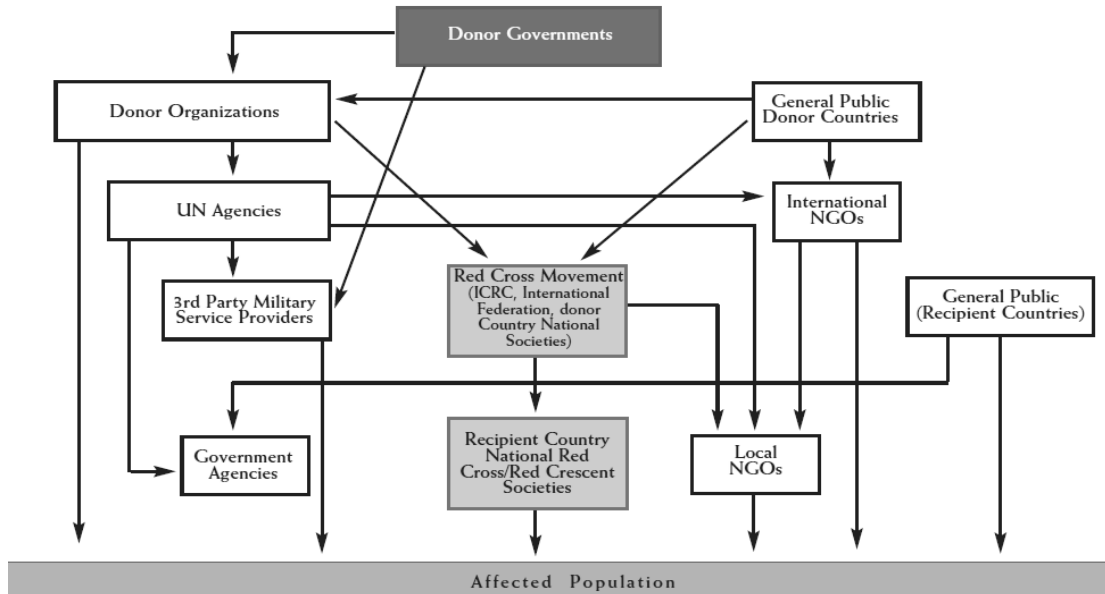 Donor Governments
Donor Organizations
General Public
Donor Countries
UN Agencies
International
NGOs
3rd Party Military
Service Providers
Red Cross Movement
(ICRC, International
Federation, donor
Country National
Societies)
General Public
(Recipient Countries)
Government
Agencies
Recipient Country
National Red
Cross/Red Crescent
Societies
Local
NGOs
Affected Population